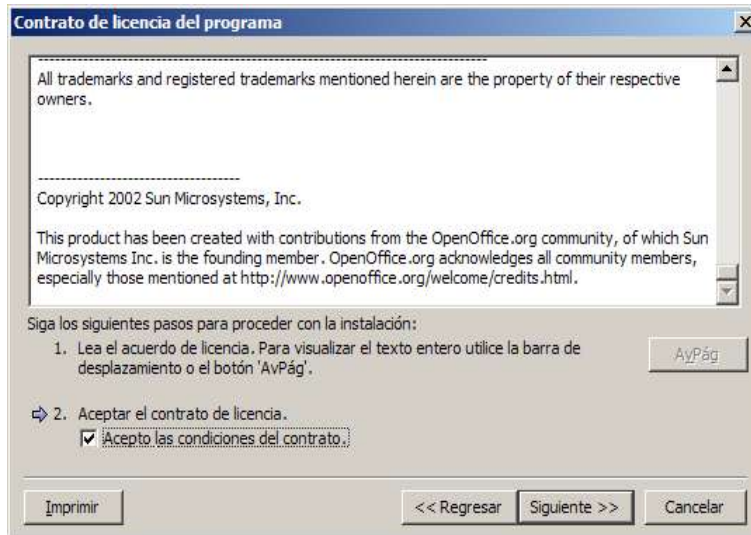 Contrato de licencia del programa
--------------------------------------------------------------------------------
All trademarks and registered trademarks mentioned herein are the property of their respective
owners.
-----------------------------------
Copyright 2002 Sun Microsystems, Inc.
This product has been created with contributions from the OpenOffice.org community, of which Sun
Microsystems Inc. is the founding member. OpenOffice.org acknowledges all community members,
especially those mentioned at http://www.openoffice.org/welcome/credits.html.
Siga los siguientes pasos para proceder con la instalación:
1. Lea el acuerdo de licencia. Para visualizar el texto entero utilice la barra de
desplazamiento o el botón 'AvPág'.
AvPág
2. Aceptar el contrato de licencia.
Acepto las condiciones del contrato.
Imprimir
<< Regresar
Siguiente >>
Cancelar